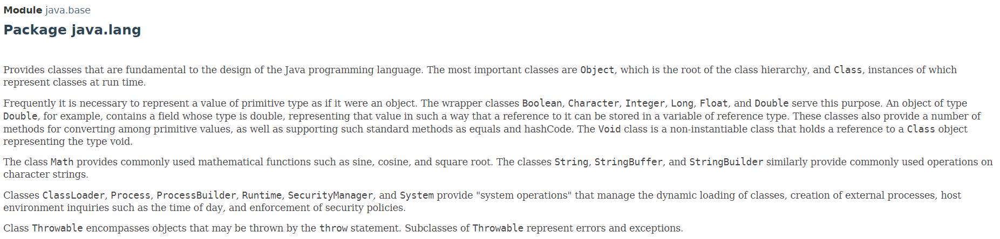 Module java.base
Package java.lang
Provides classes that are fundamental to the design of the Java programming language. The most important classes are Object, which is the root of the class hierarchy, and Class, instances of which
represent classes at run time.
Frequently it is necessary to represent a value of primitive type as if it were an object. The wrapper classes Boolean, Character, Integer, Long, Float, and Double serve this purpose. An object of type
Double, for example, contains a field whose type is double, representing that value in such a way that a reference to it can be stored in a variable of reference type. These classes also provide a number of
methods for converting among primitive values, as well as supporting such standard methods as equals and hashCode. The Void class is a non-instantiable class that holds a reference to a Class object
representing the type void.
The class Math provides commonly used mathematical functions such as sine, cosine, and square root. The classes String, StringBuffer, and StringBuilder similarly provide commonly used operations on
character strings.
Classes ClassLoader, Process, ProcessBuilder, Runtime, SecurityManager, and System provide "system operations" that manage the dynamic loading of classes, creation of external processes, host
environment inquiries such as the time of day, and enforcement of security policies.
Class Throwable encompasses objects that may be thrown by the throw statement. Subclasses of Throwable represent errors and exceptions.